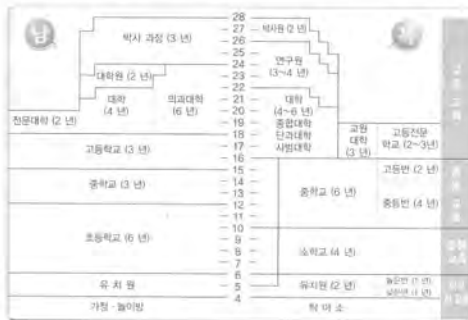 남
박사 과정 (3 년)
대학원 (2 년)
대학
(4 년)
의과대학
(6 년)
전문대학 (2 년)
고등학교 (3 년)
중학교 (3 년)
초등학교 (6 년)
유 치 원
가정 · 놀이방
28
27
26
25
24
23
22
21
20
19
18
17
16
15
14
13
12
11
10
9
8
7
6
5
4
박사원 (2 년)
연구원
(3~4 년)
대학
(4~6 년)
종합대학
단과대학
사범대학
교원
대학
(3 년)
고등전문
학교 (2~3년)
고등반 (2 년)
중학교 (6 년)
중등반 (4 년)
소학교 (4 년)
유치원 (2 년)
높은반 (1 년)
낮은반 (1 년)
탁 아 소